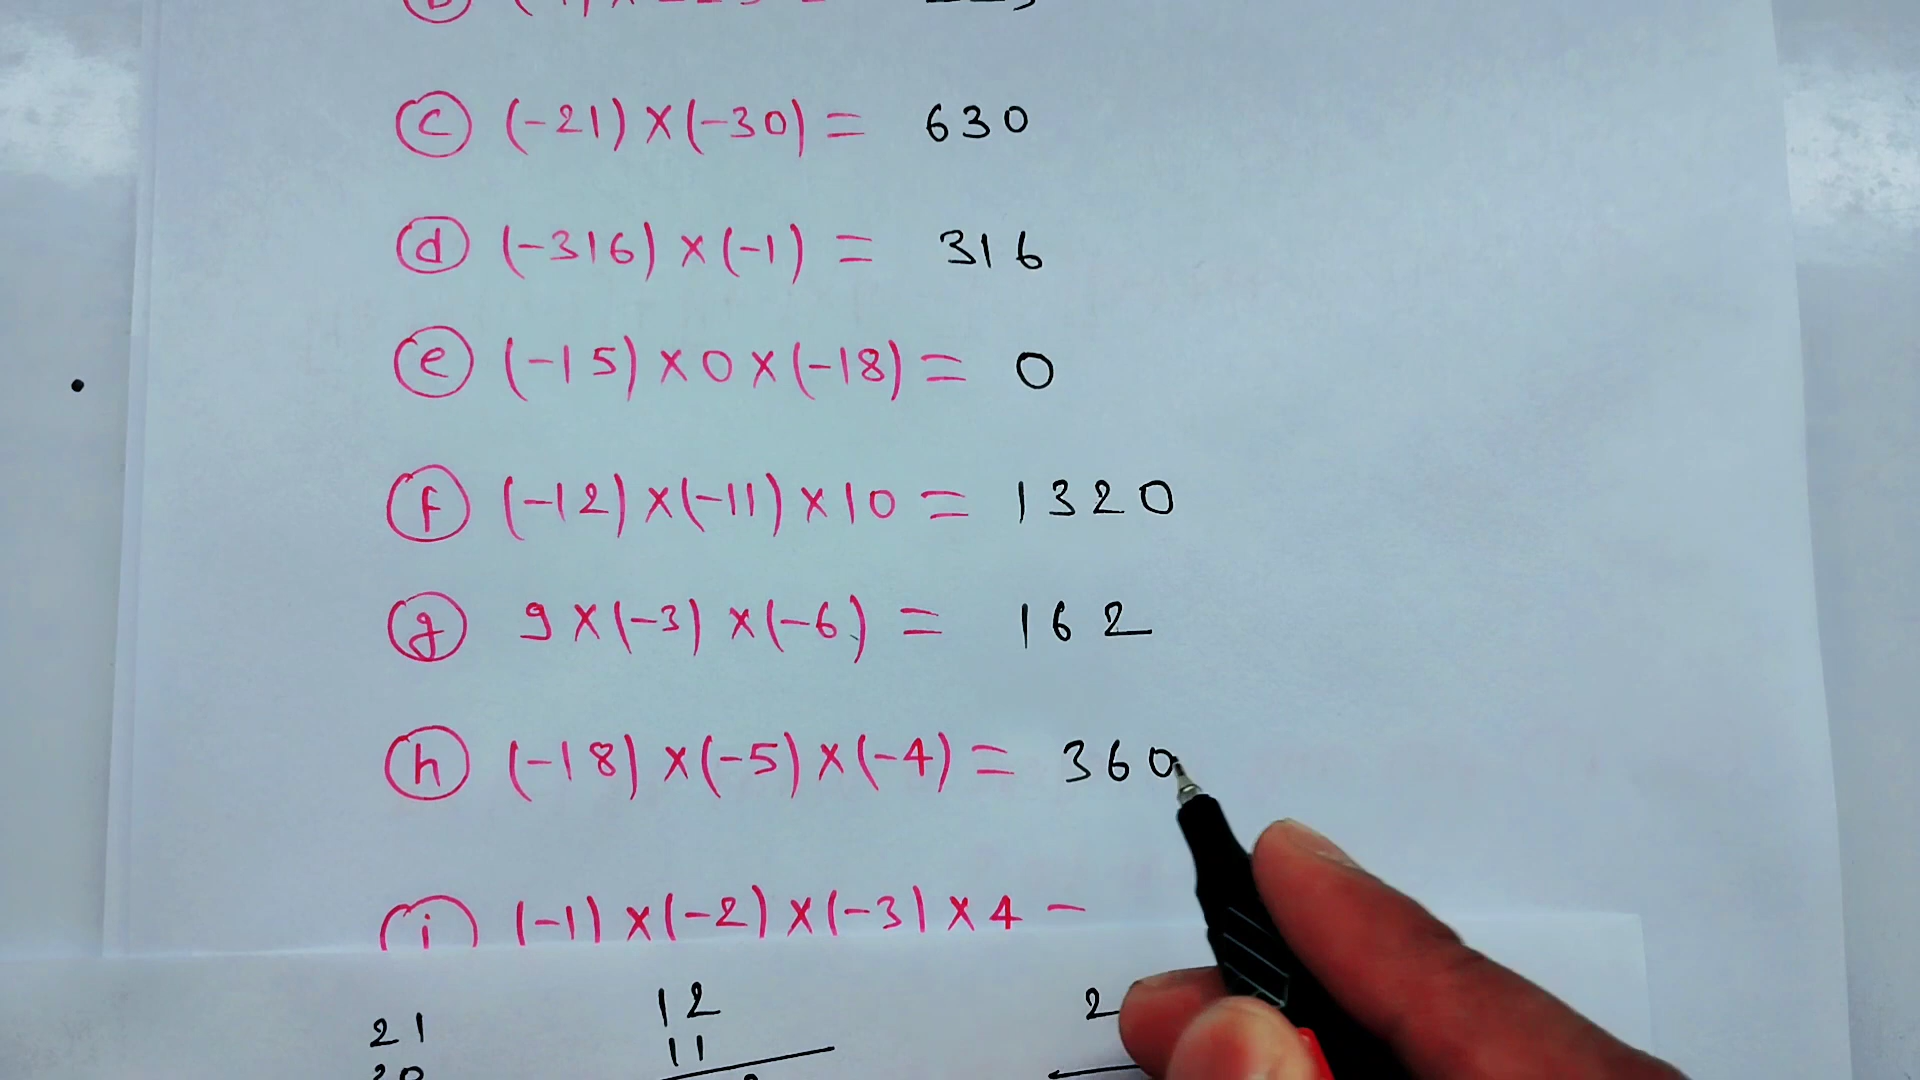 (c) (-21) × (-30) = 630
(d) (-316) × (-1) = 316
(e) (-15) × 0 × (-18) = 0
(f) (-12) × (-11) × 10 = 1320
(g) 9 × (-3) × (-6) = 162
(h) (-18) × (-5) × (-4) = 360
(i) (-1) × (-2) × (-3) × 4 =
12
2
21
11